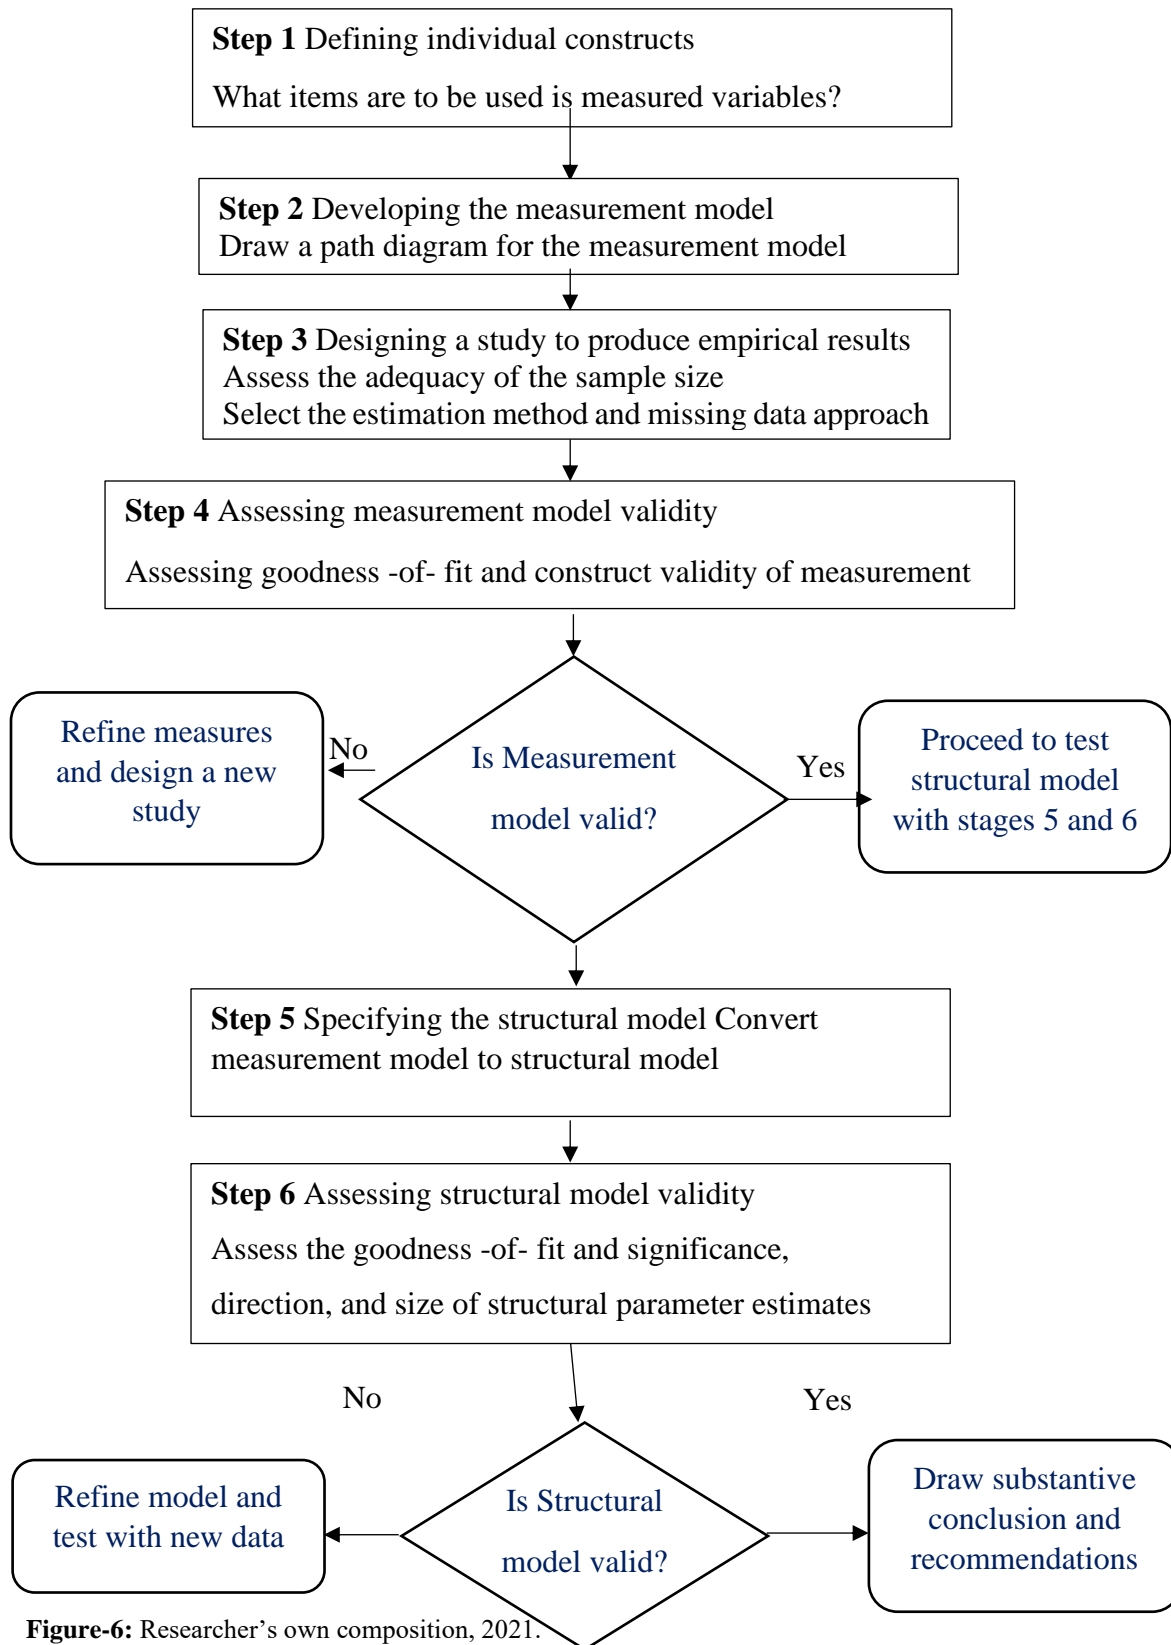 Step 1 Defining individual constructs
What items are to be used is measured variables?
Step 2 Developing the measurement model
Draw a path diagram for the measurement model
Step 3 Designing a study to produce empirical results
Assess the adequacy of the sample size
Select the estimation method and missing data approach
Step 4 Assessing measurement model validity
Assessing goodness -of- fit and construct validity of measurement
Refine measures
and design a new
study
No
Is Measurement
model valid?
Yes
Proceed to test
structural model
with stages 5 and 6
Step 5 Specifying the structural model Convert
measurement model to structural model
Step 6 Assessing structural model validity
Assess the goodness -of- fit and significance,
direction, and size of structural parameter estimates
No
Yes
Refine model and
test with new data
Is Structural
model valid?
Draw substantive
conclusion and
recommendations
Figure-6: Researcher’s own composition, 2021.